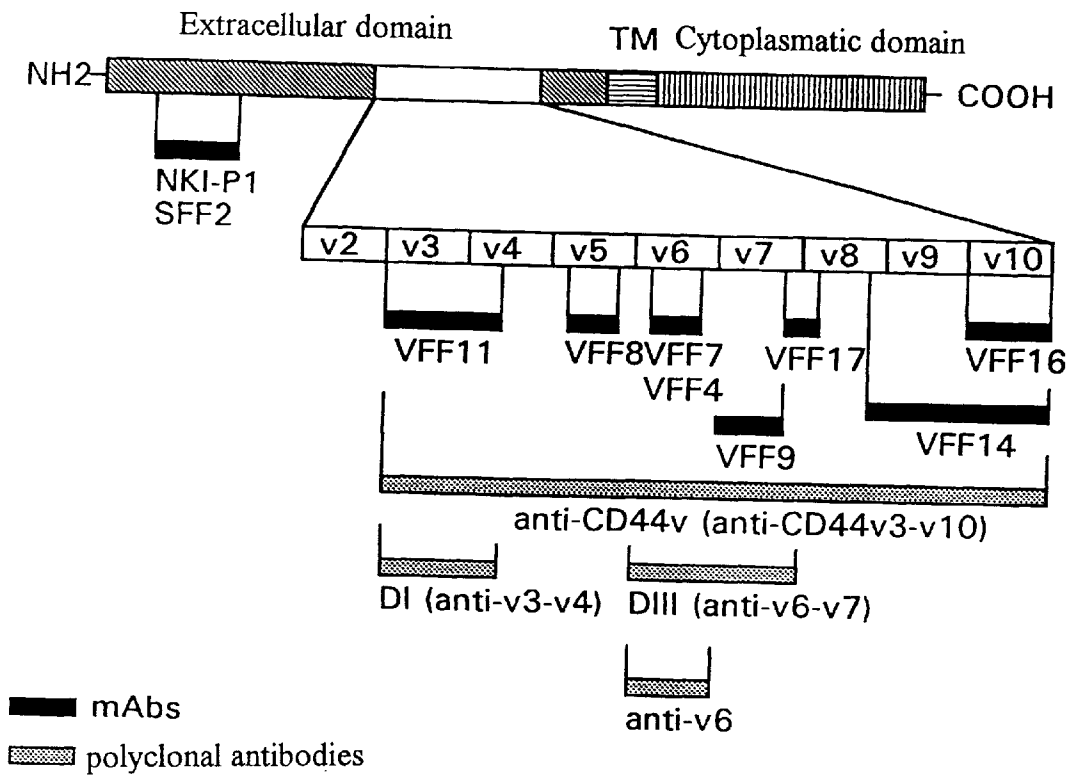 Extracellular domain
TM Cytoplasmatic domain
NH2
COOH
NKI-P1
SFF2
v2 v3 v4 v5 v6 v7 v8 v9 v10
VFF11 VFF8 VFF7 VFF17 VFF16
VFF4
VFF9
VFF14
anti-CD44v (anti-CD44v3-v10)
DI (anti-v3-v4) DIII (anti-v6-v7)
anti-v6
mAbs
polyclonal antibodies